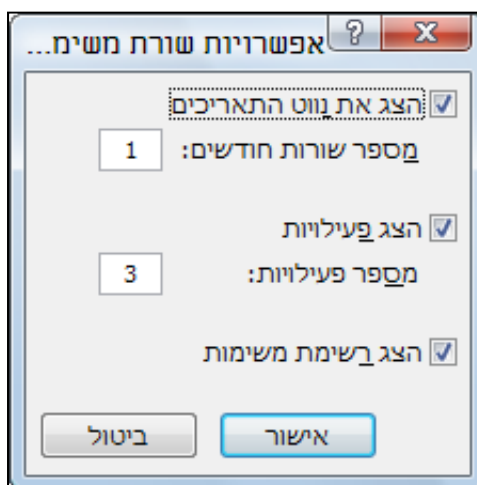 אפשרויות שורת משימ...
הצג את נווט התאריכים
מספר שורות חודשים: 1
הצג פעילויות
מספר פעילויות: 3
הצג רשימת משימות
אישור
ביטול